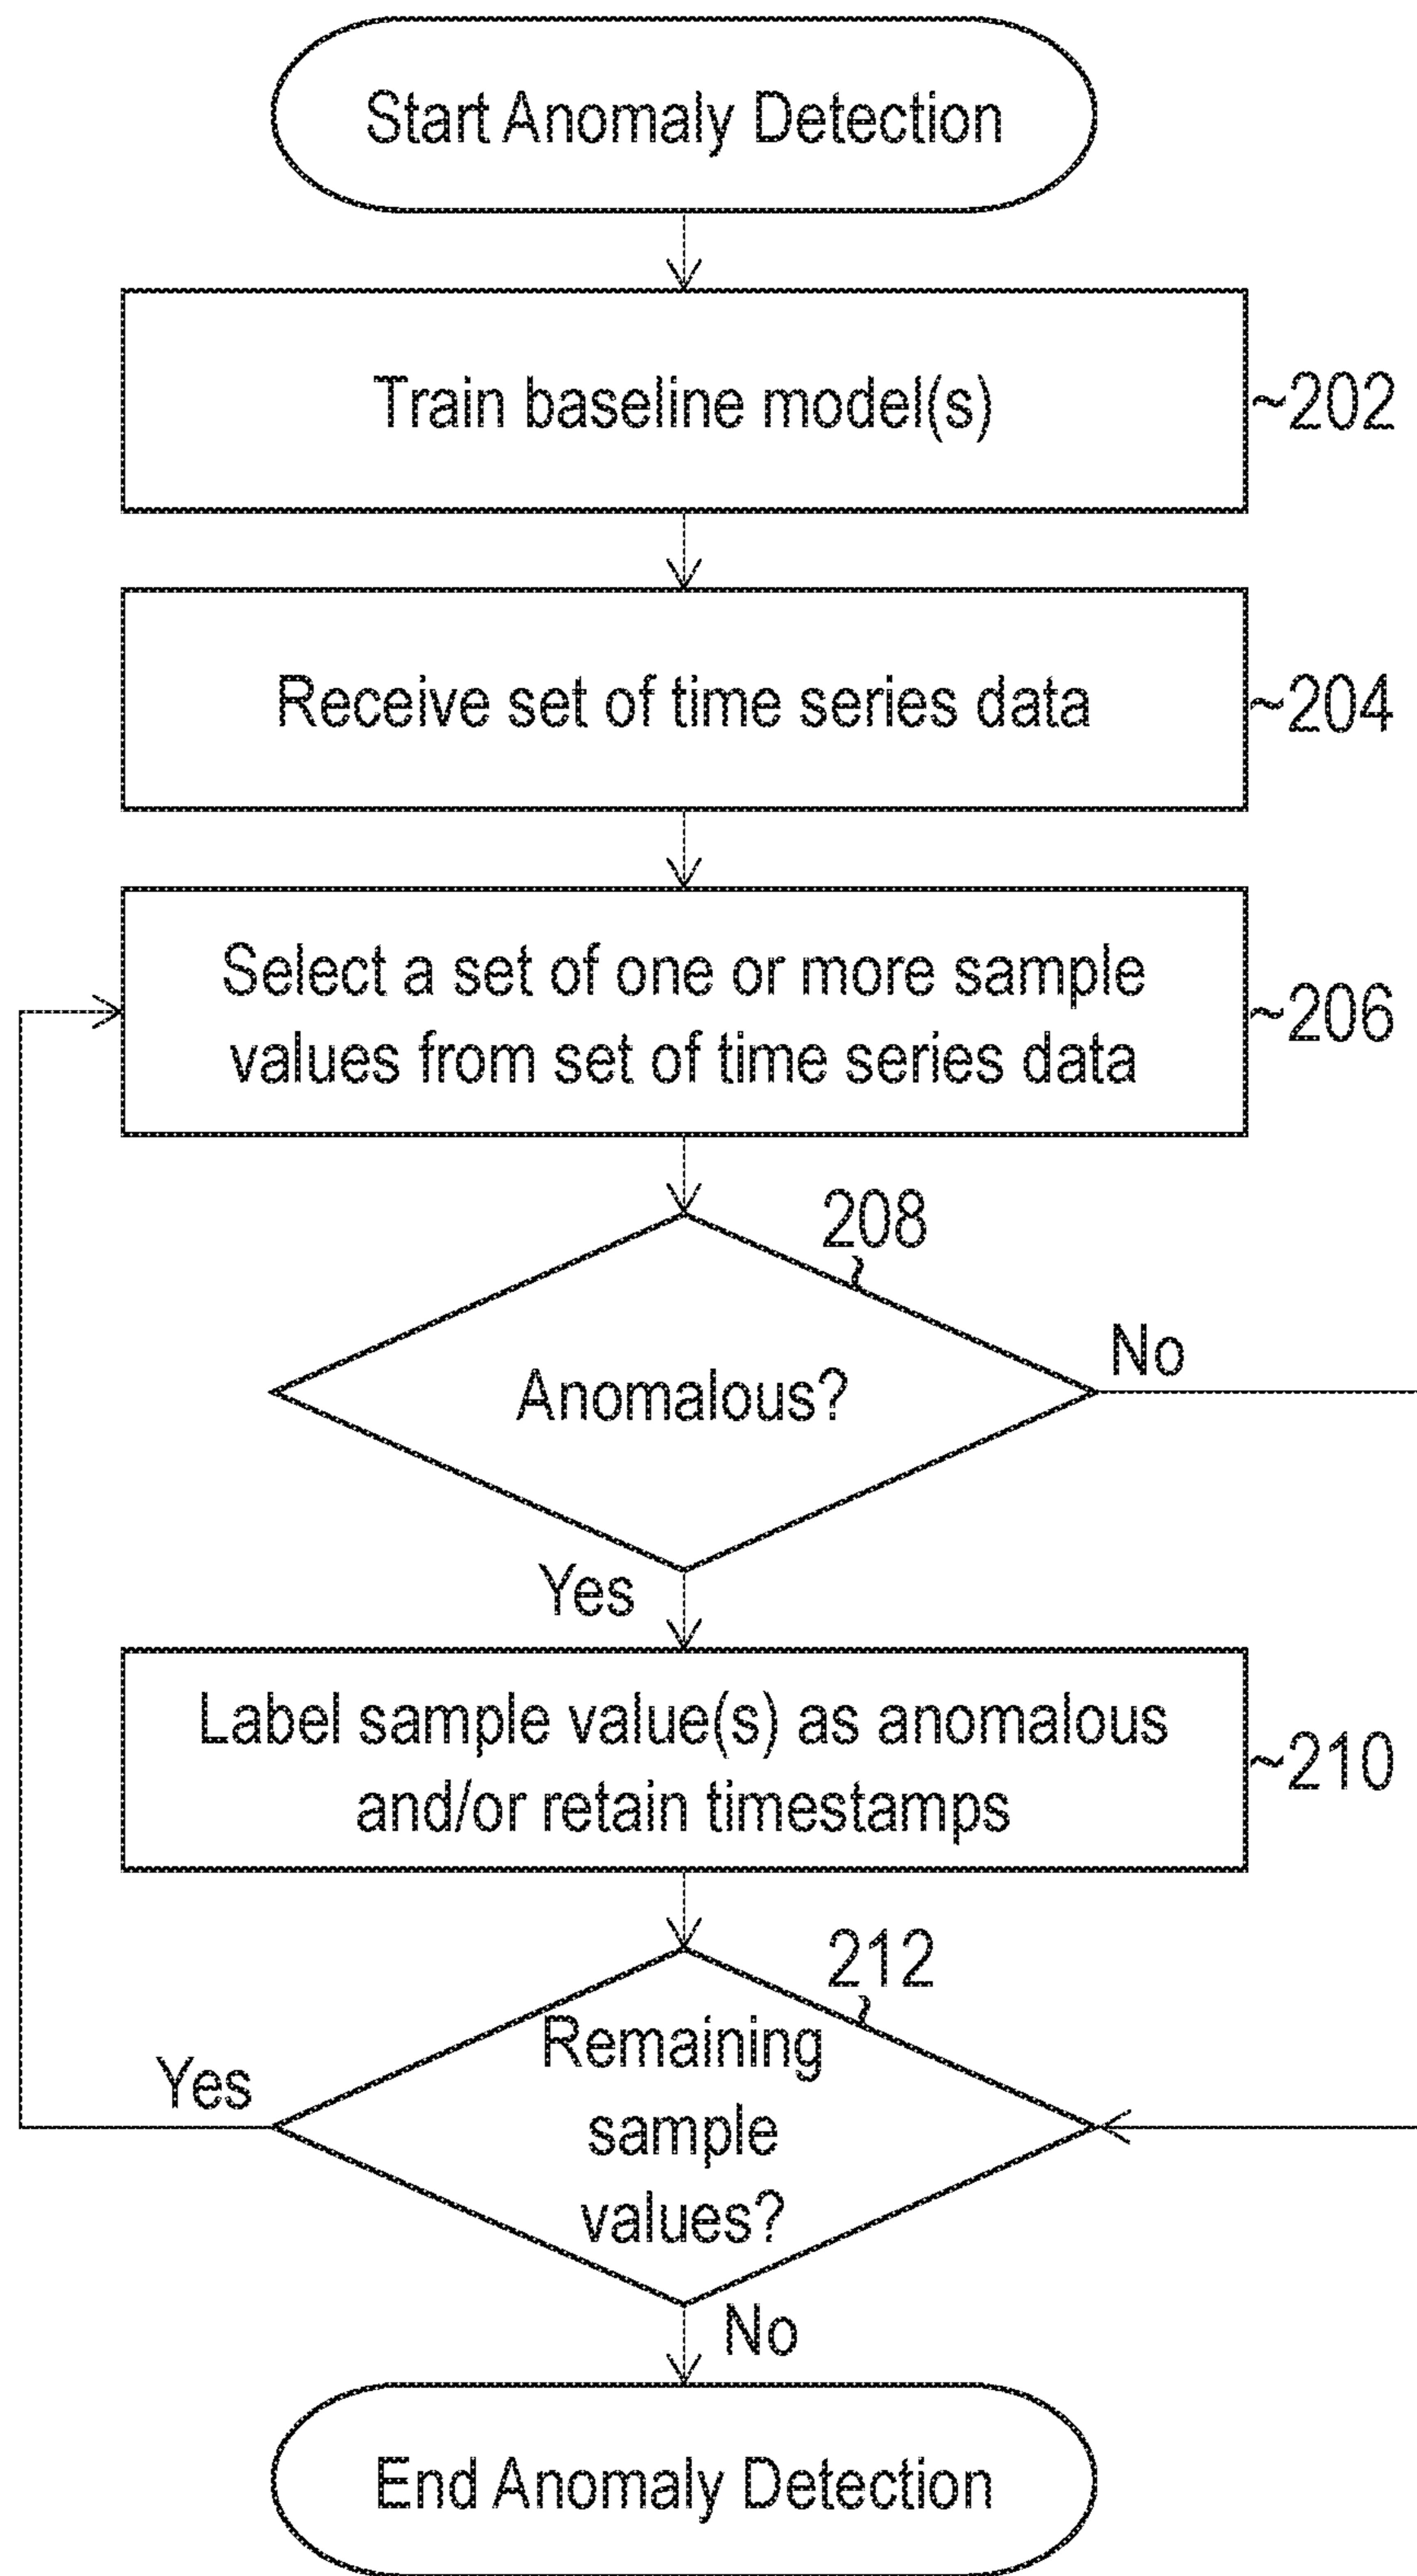 Start Anomaly Detection
Train baseline model(s)
~202
Receive set of time series data
~204
Select a set of one or more sample
values from set of time series data
~206
208
Anomalous?
No
Yes
Label sample value(s) as anomalous
and/or retain timestamps
~210
212
Remaining
sample
values?
Yes
No
End Anomaly Detection